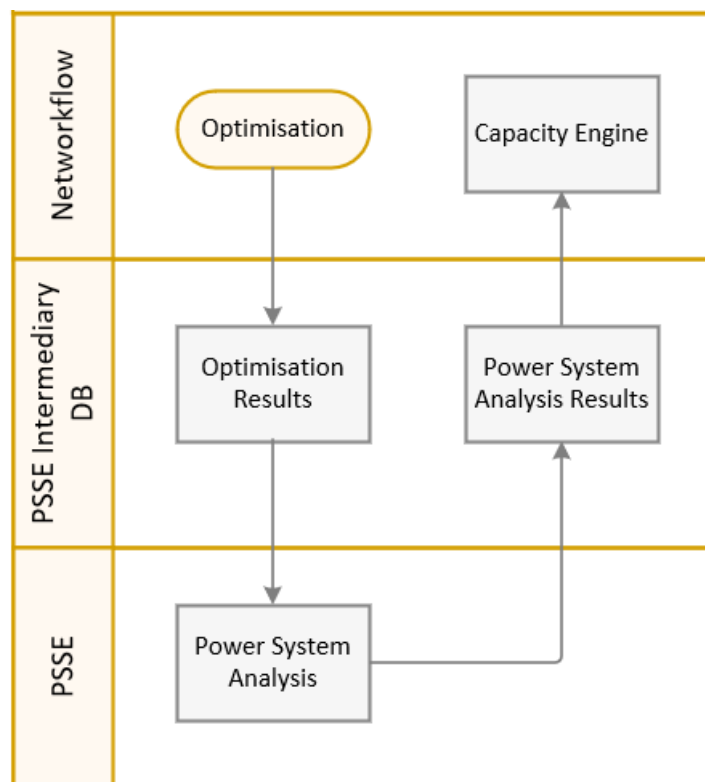 Networkflow
Optimisation
Capacity Engine
PSSE Intermediary
DB
Optimisation
Results
Power System
Analysis Results
PSSE
Power System
Analysis